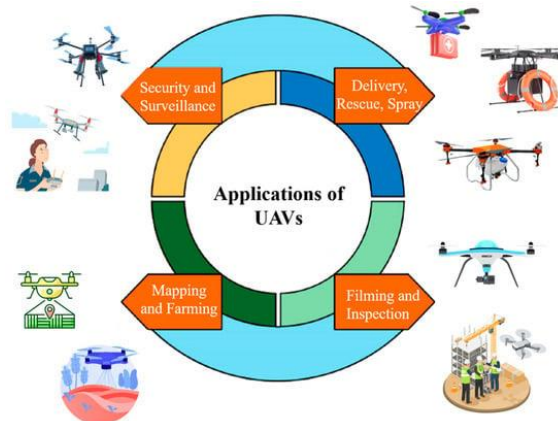 Security and
Surveillance
Delivery,
Rescue, Spray
Applications of
UAVs
Mapping
and Farming
Filming and
Inspection